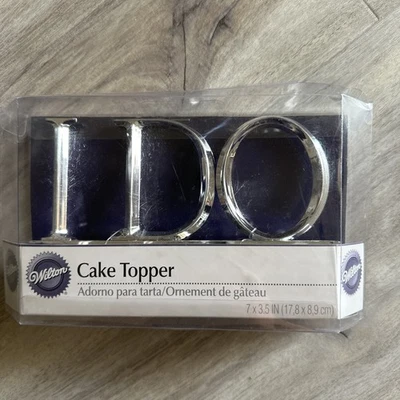 I DO
Wilton
Cake Topper
Adorno para tarta/Ornement de gâteau
7 x 3.5 IN (17,8 x 8,9 cm)